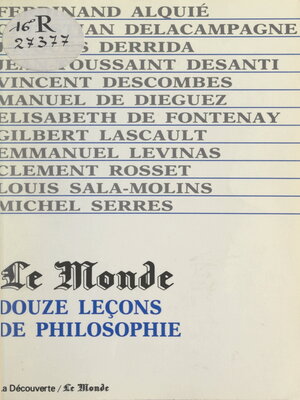 FERDINAND ALQUIÉ
16 R
27377
DELACAMPAGNE
DERRIDA
TOUSSAINT DESANTI
VINCENT DESCOMBES
MANUEL DE DIEGUEZ
ELISABETH DE FONTENAY
GILBERT LASCAULT
EMMANUEL LEVINAS
CLEMENT ROSSET
LOUIS SALA-MOLINS
MICHEL SERRES
Le Monde
DOUZE LEÇONS
DE PHILOSOPHIE
La Découverte / Le Monde